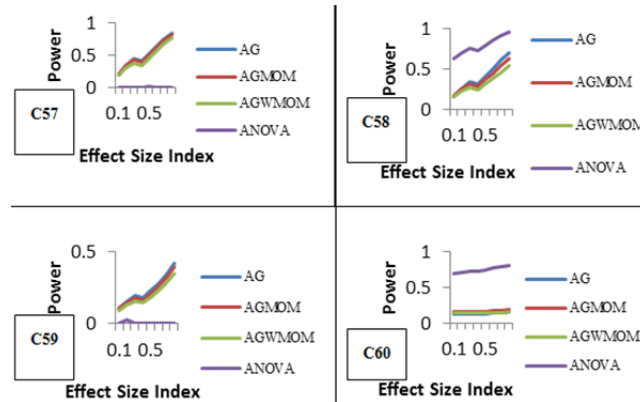 1
0.5
0
Power
0.1 0.5
Effect Size Index
C57
AG
AGMOM
AGWMOM
ANOVA
1
0.5
0
Power
0.1 0.5
Effect Size Index
C58
AG
AGMOM
AGWMOM
ANOVA
0.5
0
Power
0.1 0.5
Effect Size Index
C59
AG
AGMOM
AGWMOM
ANOVA
1
0.5
0
Power
0.1 0.5
Effect Size Index
C60
AG
AGMOM
AGWMOM
ANOVA